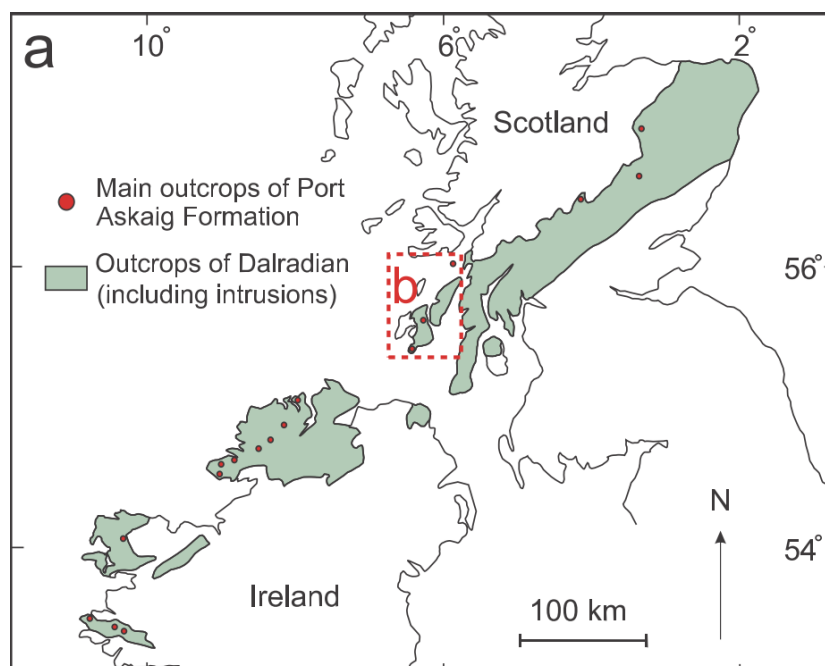 a
10°
6°
2°
Scotland
Main outcrops of Port
Askaig Formation
Outcrops of Dalradian
(including intrusions)
b
56°
N
54°
Ireland
100 km